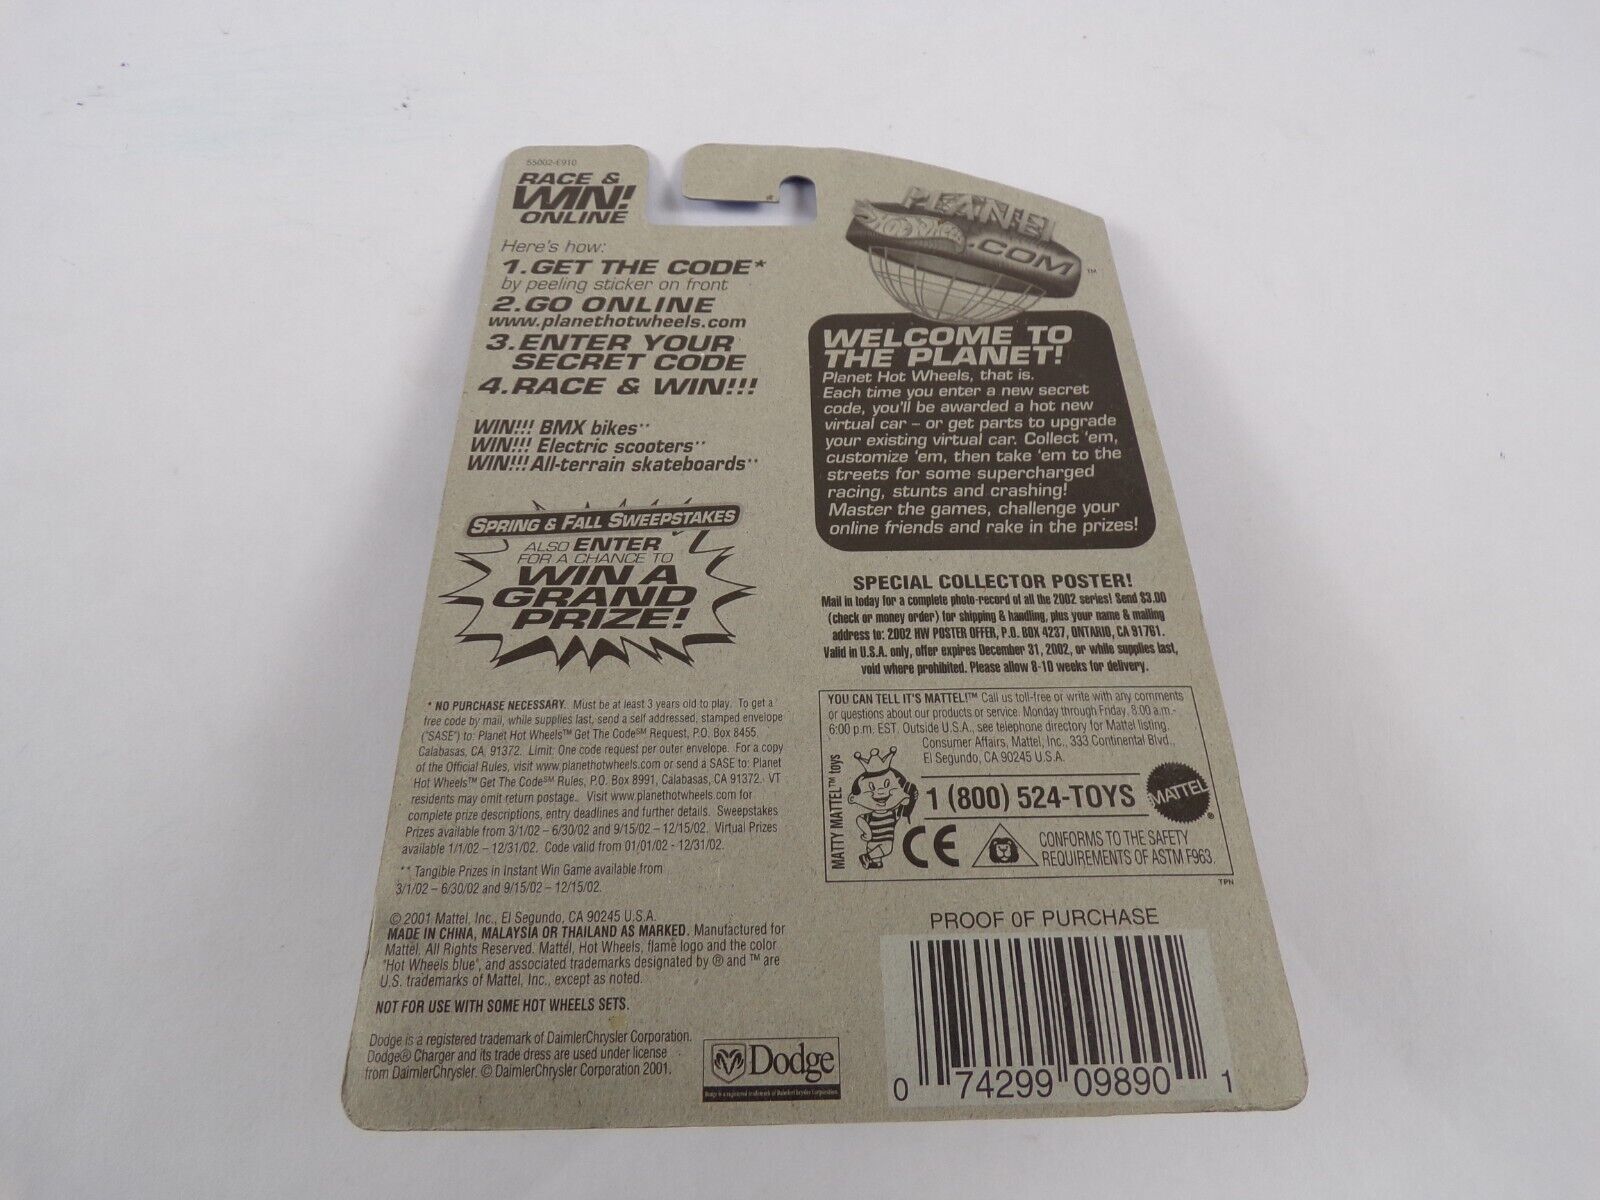 55002-E910
RACE &
WIN!
ONLINE
Here's how:
1. GET THE CODE*
by peeling sticker on front
2. GO ONLINE
www.planethotwheels.com
3. ENTER YOUR
SECRET CODE
4. RACE & WIN!!!
WIN!!! BMX bikes**
WIN!!! Electric scooters**
WIN!!! All-terrain skateboards**
SPRING & FALL SWEEPSTAKES
ALSO ENTER
FOR A CHANCE TO
WIN A
GRAND
PRIZE!
* NO PURCHASE NECESSARY. Must be at least 3 years old to play. To get a
free code by mail, while supplies last, send a self addressed, stamped envelope
("SASE") to: Planet Hot Wheels™ Get The Code℠ Request, P.O. Box 8455,
Calabasas, CA. 91372. Limit: One code request per outer envelope. For a copy
of the Official Rules, visit www.planethotwheels.com or send a SASE to: Planet
Hot Wheels™ Get The Code℠ Rules, P.O. Box 8991, Calabasas, CA 91372. VT
residents may omit return postage. Visit www.planethotwheels.com for
complete prize descriptions, entry deadlines and further details. Sweepstakes
Prizes available from 3/1/02 – 6/30/02 and 9/15/02 – 12/15/02. Virtual Prizes
available 1/1/02 – 12/31/02. Code valid from 01/01/02 - 12/31/02.
** Tangible Prizes in Instant Win Game available from
3/1/02 – 6/30/02 and 9/15/02 – 12/15/02.
© 2001 Mattel, Inc., El Segundo, CA 90245 U.S.A.
MADE IN CHINA, MALAYSIA OR THAILAND AS MARKED. Manufactured for
Mattel. All Rights Reserved. Mattel, Hot Wheels, flame logo and the color
"Hot Wheels blue", and associated trademarks designated by ® and ™ are
U.S. trademarks of Mattel, Inc., except as noted.
NOT FOR USE WITH SOME HOT WHEELS SETS.
Dodge is a registered trademark of DaimlerChrysler Corporation.
Dodge® Charger and its trade dress are used under license
from DaimlerChrysler. © DaimlerChrysler Corporation 2001.
Dodge
Dodge is a registered trademark of DaimlerChrysler Corporation
PLANET
Hot Wheels
.COM
™
WELCOME TO
THE PLANET!
Planet Hot Wheels, that is.
Each time you enter a new secret
code, you'll be awarded a hot new
virtual car – or get parts to upgrade
your existing virtual car. Collect 'em,
customize 'em, then take 'em to the
streets for some supercharged
racing, stunts and crashing!
Master the games, challenge your
online friends and rake in the prizes!
SPECIAL COLLECTOR POSTER!
Mail in today for a complete photo-record of all the 2002 series! Send $3.00
(check or money order) for shipping & handling, plus your name & mailing
address to: 2002 HW POSTER OFFER, P.O. BOX 4237, ONTARIO, CA 91761.
Valid in U.S.A. only, offer expires December 31, 2002, or while supplies last,
void where prohibited. Please allow 8-10 weeks for delivery.
YOU CAN TELL IT'S MATTEL!™ Call us toll-free or write with any comments
or questions about our products or service. Monday through Friday, 8:00 a.m.-
6:00 p.m. EST. Outside U.S.A., see telephone directory for Mattel listing.
Consumer Affairs, Mattel, Inc., 333 Continental Blvd.,
El Segundo, CA 90245 U.S.A.
MATTY MATTEL™ toys
1 (800) 524-TOYS
MATTEL®
CE
CONFORMS TO THE SAFETY
REQUIREMENTS OF ASTM F963.
TPN
PROOF OF PURCHASE
0 74299 09890 1